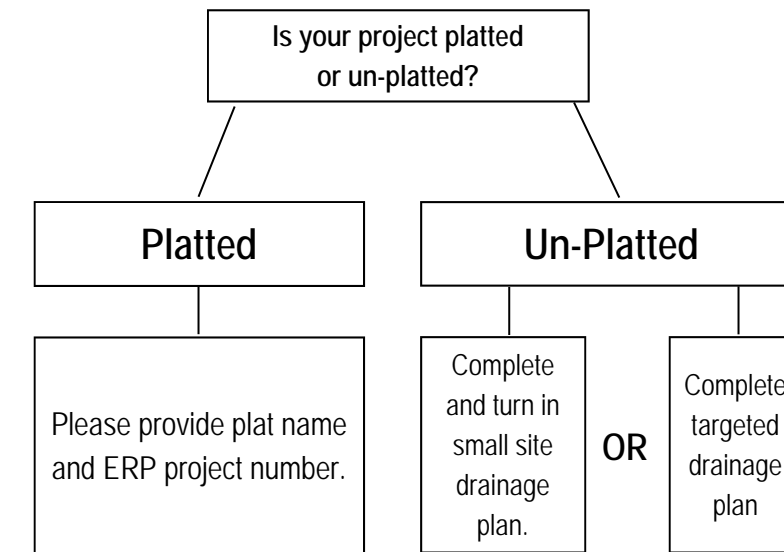 Is your project platted
or un-platted?
Platted
Un-Platted
Please provide plat name
and ERP project number.
Complete
and turn in
small site
drainage
plan.
OR
Complete
targeted
drainage
plan